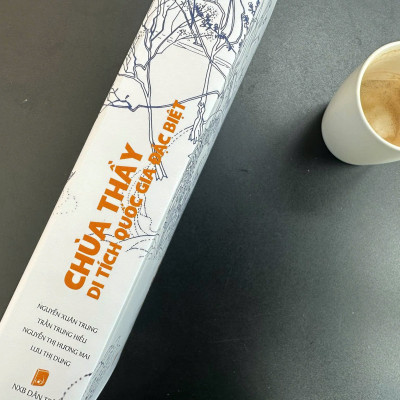 CHÙA THẦY
DI TÍCH QUỐC GIA ĐẶC BIỆT
NGUYỄN XUÂN TRUNG
TRẦN TRUNG HIẾU
NGUYỄN THỊ HƯƠNG MAI
LƯU THỊ DUNG
NXB DÂN